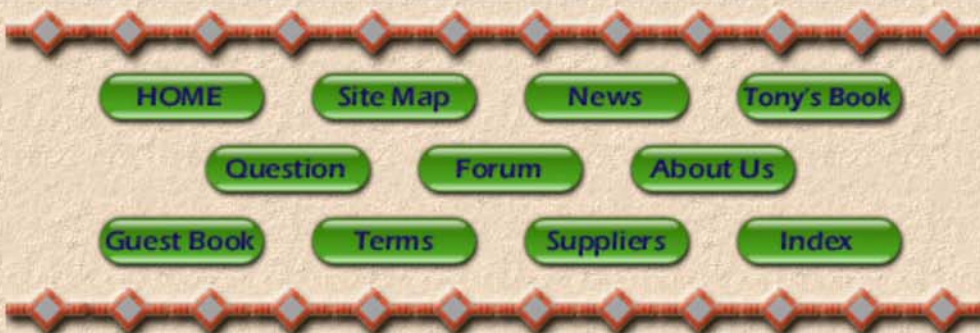 HOME Site Map News Tony's Book
Question Forum About Us
Guest Book Terms Suppliers Index